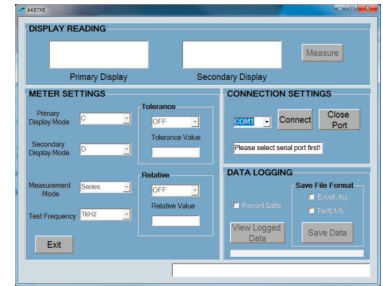 AK57XE
DISPLAY READING
Measure
Primary Display
Secondary Display
METER SETTINGS
Primary
Display Mode
C
Secondary
Display Mode
D
Measurement
Mode
Series
Test Frequency
1kHz
Exit
Tolerance
OFF
Tolerance Value
Relative
OFF
Relative Value
CONNECTION SETTINGS
COM1
Connect
Close
Port
Please select serial port first!
DATA LOGGING
Record Data
Save File Format
Excel(.xls)
Text(.txt)
View Logged
Data
Save Data